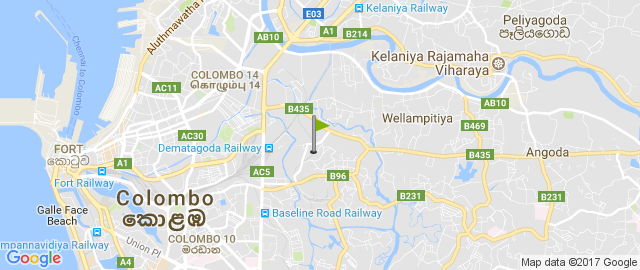 Kelaniya Railway
E03
A1
B214
AB10
Aluthmawatha
Peliyagoda
පෑලියගොඩ
Kelaniya Rajamaha
Viharaya
Chennai to Colombo
COLOMBO 14
கொழும்பு 14
AC11
B435
AB10
Wellampitiya
B469
AC30
FORT
කොටුව
A1
Dematagoda Railway
B435
Angoda
Fort Railway
AC5
B96
B231
B231
Colombo
කොළඹ
Galle Face
Beach
Baseline Road Railway
mpannavidiya Railway
Union Pl
COLOMBO 10
මරදාන
A4
Google
Map data ©2017 Google